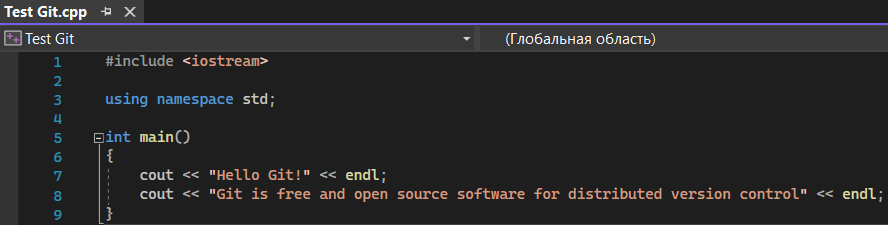 Test Git.cpp
Test Git (Глобальная область)
1 #include <iostream>
2
3 using namespace std;
4
5 int main()
6 {
7 cout << "Hello Git!" << endl;
8 cout << "Git is free and open source software for distributed version control" << endl;
9 }